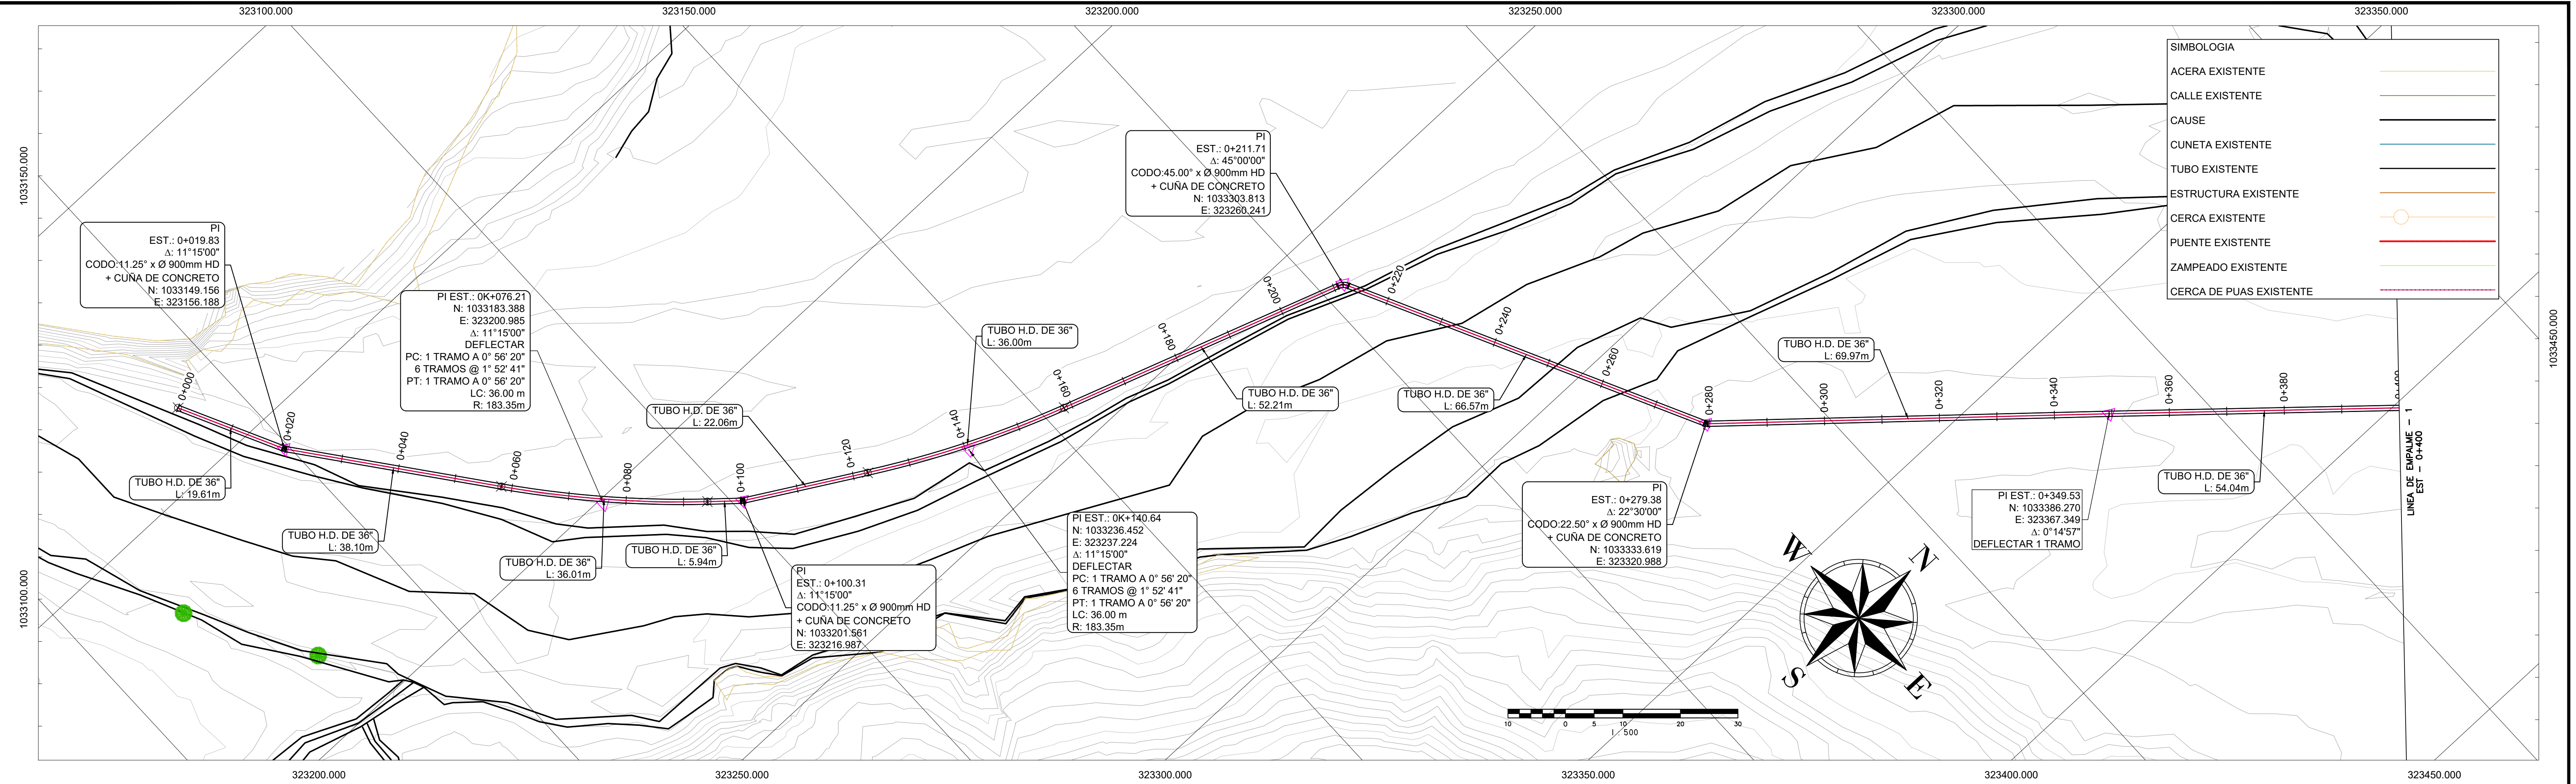 323100.000
323150.000
323200.000
323250.000
323300.000
323350.000
1033150.000
1033100.000
1033450.000
SIMBOLOGIA
ACERA EXISTENTE
CALLE EXISTENTE
CAUSE
CUNETA EXISTENTE
TUBO EXISTENTE
ESTRUCTURA EXISTENTE
CERCA EXISTENTE
PUENTE EXISTENTE
ZAMPEADO EXISTENTE
CERCA DE PUAS EXISTENTE
PI
EST.: 0+019.83
Δ: 11°15'00"
CODO:11.25° x Ø 900mm HD
+ CUÑA DE CONCRETO
N: 1033149.156
E: 323156.188
PI EST.: 0K+076.21
N: 1033183.388
E: 323200.985
Δ: 11°15'00"
DEFLECTAR
PC: 1 TRAMO A 0° 56' 20"
6 TRAMOS @ 1° 52' 41"
PT: 1 TRAMO A 0° 56' 20"
LC: 36.00 m
R: 183.35m
PI
EST.: 0+211.71
Δ: 45°00'00"
CODO:45.00° x Ø 900mm HD
+ CUÑA DE CONCRETO
N: 1033303.813
E: 323260.241
TUBO H.D. DE 36"
L: 36.00m
TUBO H.D. DE 36"
L: 22.06m
TUBO H.D. DE 36"
L: 52.21m
TUBO H.D. DE 36"
L: 66.57m
TUBO H.D. DE 36"
L: 69.97m
0+000
0+020
0+040
0+060
0+080
0+100
0+120
0+140
0+160
0+180
0+200
0+220
0+240
0+260
0+280
0+300
0+320
0+340
0+360
0+380
0+400
TUBO H.D. DE 36"
L: 19.61m
TUBO H.D. DE 36"
L: 38.10m
TUBO H.D. DE 36"
L: 36.01m
TUBO H.D. DE 36"
L: 5.94m
TUBO H.D. DE 36"
L: 54.04m
PI
EST.: 0+100.31
Δ: 11°15'00"
CODO:11.25° x Ø 900mm HD
+ CUÑA DE CONCRETO
N: 1033201.561
E: 323216.987
PI EST.: 0K+140.64
N: 1033236.452
E: 323237.224
Δ: 11°15'00"
DEFLECTAR
PC: 1 TRAMO A 0° 56' 20"
6 TRAMOS @ 1° 52' 41"
PT: 1 TRAMO A 0° 56' 20"
LC: 36.00 m
R: 183.35m
PI
EST.: 0+279.38
Δ: 22°30'00"
CODO:22.50° x Ø 900mm HD
+ CUÑA DE CONCRETO
N: 1033333.619
E: 323320.988
PI EST.: 0+349.53
N: 1033386.270
E: 323367.349
Δ: 0°14'57"
DEFLECTAR 1 TRAMO
LINEA DE EMPALME - 1
EST - 0+400
W
N
S
E
10 0 5 10 20 30
1 : 500
323200.000
323250.000
323300.000
323350.000
323400.000
323450.000